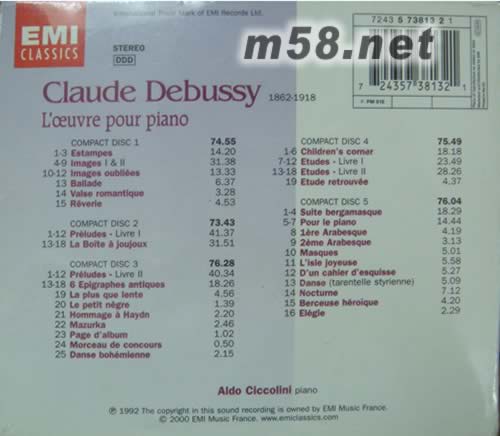 International Trade Mark of EMI Records Ltd.
EMI
CLASSICS
STEREO
DDD
m58.net
7243 5 73813 2 1
7 24357 38132 1
PM 518
Claude Debussy 1862-1918
L'œuvre pour piano
COMPACT DISC 1 74.55
1-3 Estampes 14.20
4-9 Images I & II 31.38
10-12 Images oubliées 13.33
13 Ballade 6.37
14 Valse romantique 3.28
15 Rêverie 4.53
COMPACT DISC 2 73.43
1-12 Préludes - Livre I 41.37
13-18 La Boîte à joujoux 31.51
COMPACT DISC 3 76.28
1-12 Préludes - Livre II 40.34
13-18 6 Epigraphes antiques 18.26
19 La plus que lente 4.56
20 Le petit nègre 1.39
21 Hommage à Haydn 2.20
22 Mazurka 2.46
23 Page d'album 1.02
24 Morceau de concours 0.50
25 Danse bohémienne 2.15
COMPACT DISC 4 75.49
1-6 Children's corner 18.18
7-12 Etudes - Livre I 23.49
13-18 Etudes - Livre II 28.26
19 Etude retrouvée 4.37
COMPACT DISC 5 76.04
1-4 Suite bergamasque 18.29
5-7 Pour le piano 14.44
8 1ère Arabesque 4.19
9 2ème Arabesque 3.13
10 Masques 5.01
11 L'isle joyeuse 5.58
12 D'un cahier d'esquisse 5.27
13 Danse (tarentelle styrienne) 5.09
14 Nocturne 7.12
15 Berceuse héroïque 4.20
16 Elégie 2.29
Aldo Ciccolini piano
℗ 1992 The copyright in this sound recording is owned by EMI Music France.
© 2000 EMI Music France. www.emiclassics.com